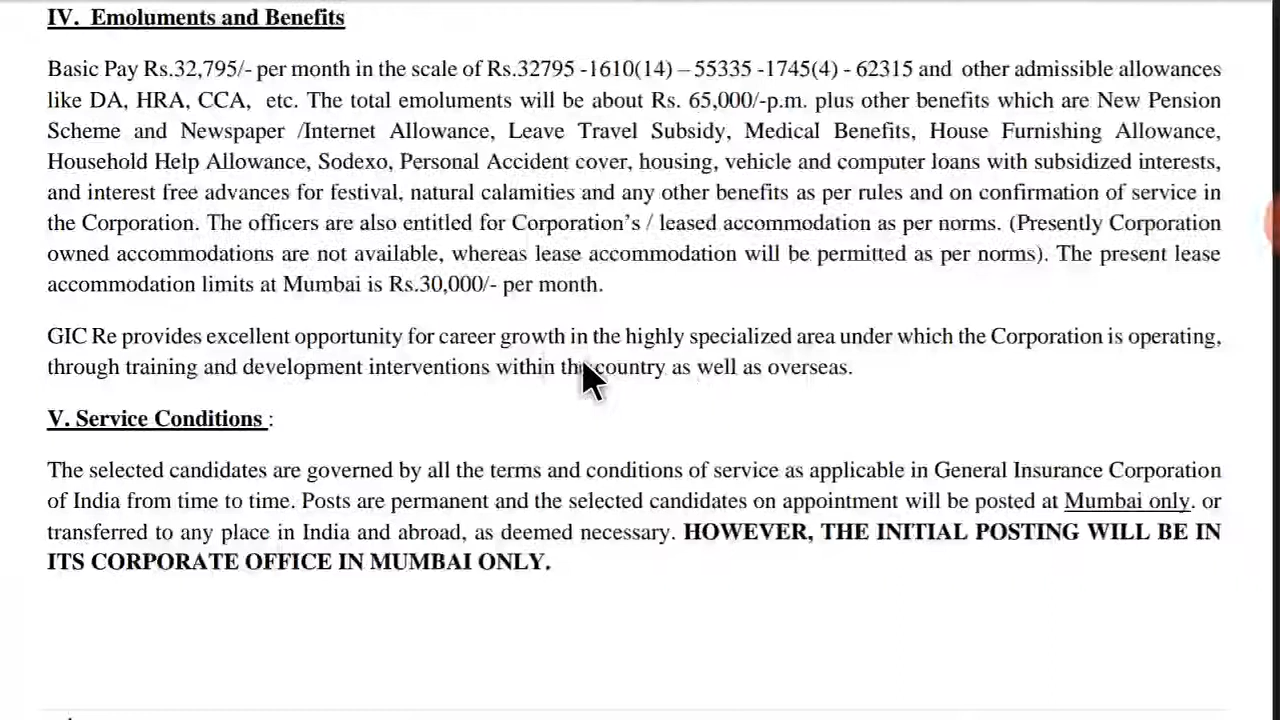 IV. Emoluments and Benefits
Basic Pay Rs.32,795/- per month in the scale of Rs.32795 -1610(14) – 55335 -1745(4) - 62315 and other admissible allowances
like DA, HRA, CCA, etc. The total emoluments will be about Rs. 65,000/-p.m. plus other benefits which are New Pension
Scheme and Newspaper /Internet Allowance, Leave Travel Subsidy, Medical Benefits, House Furnishing Allowance,
Household Help Allowance, Sodexo, Personal Accident cover, housing, vehicle and computer loans with subsidized interests,
and interest free advances for festival, natural calamities and any other benefits as per rules and on confirmation of service in
the Corporation. The officers are also entitled for Corporation's / leased accommodation as per norms. (Presently Corporation
owned accommodations are not available, whereas lease accommodation will be permitted as per norms). The present lease
accommodation limits at Mumbai is Rs.30,000/- per month.
GIC Re provides excellent opportunity for career growth in the highly specialized area under which the Corporation is operating,
through training and development interventions within the country as well as overseas.
V. Service Conditions :
The selected candidates are governed by all the terms and conditions of service as applicable in General Insurance Corporation
of India from time to time. Posts are permanent and the selected candidates on appointment will be posted at Mumbai only. or
transferred to any place in India and abroad, as deemed necessary. HOWEVER, THE INITIAL POSTING WILL BE IN
ITS CORPORATE OFFICE IN MUMBAI ONLY.